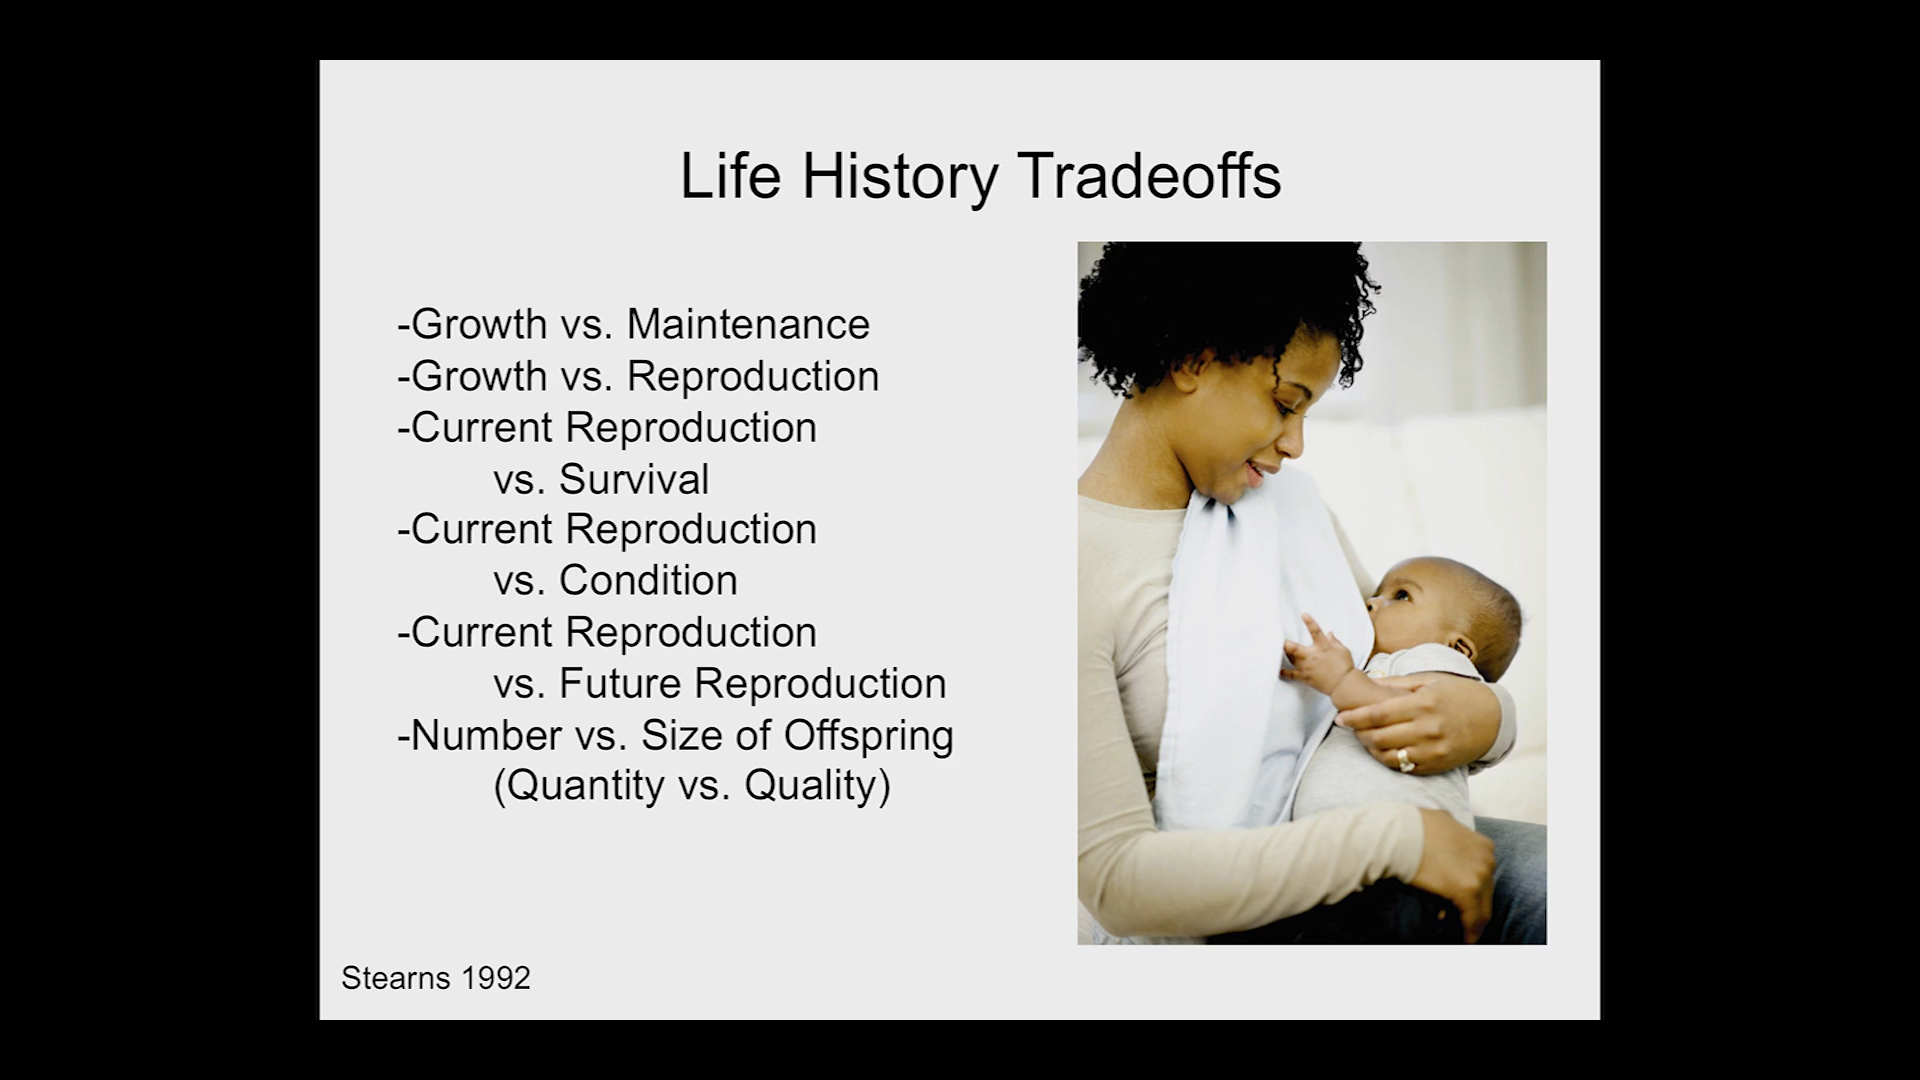 Life History Tradeoffs
-Growth vs. Maintenance
-Growth vs. Reproduction
-Current Reproduction
vs. Survival
-Current Reproduction
vs. Condition
-Current Reproduction
vs. Future Reproduction
-Number vs. Size of Offspring
(Quantity vs. Quality)
Stearns 1992